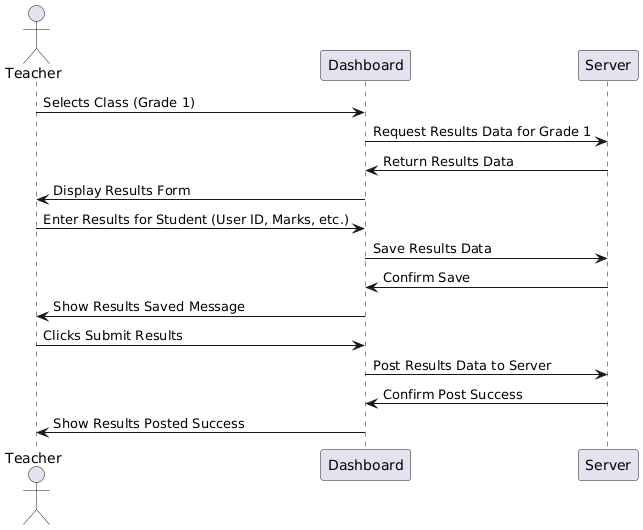 Teacher
Dashboard
Server
Selects Class (Grade 1)
Request Results Data for Grade 1
Return Results Data
Display Results Form
Enter Results for Student (User ID, Marks, etc.)
Save Results Data
Confirm Save
Show Results Saved Message
Clicks Submit Results
Post Results Data to Server
Confirm Post Success
Show Results Posted Success
Teacher
Dashboard
Server